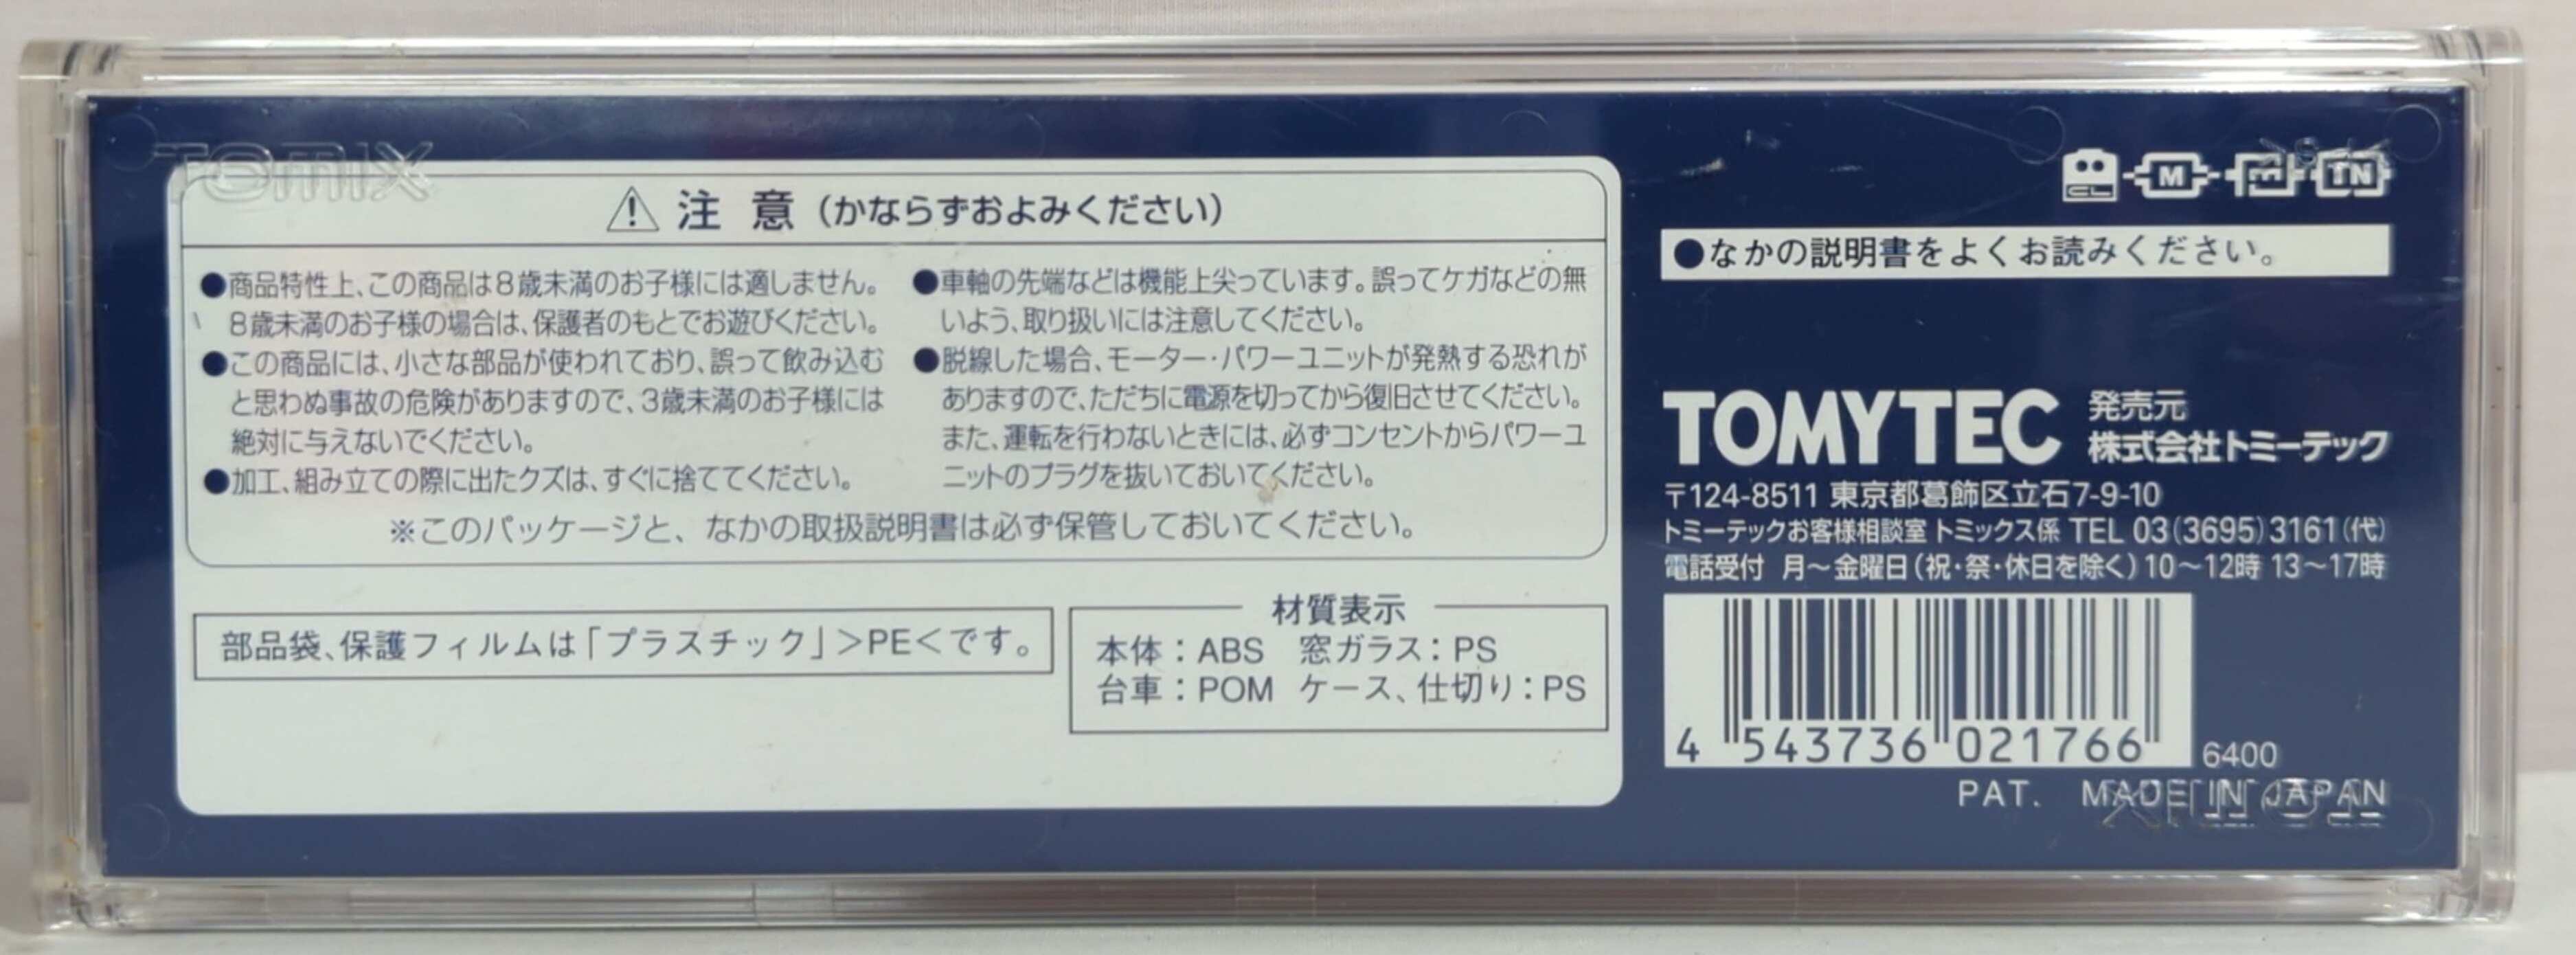 TOMIX
注 意 (かならずおよみください)
●商品特性上、この商品は8歳未満のお子様には適しません。
8歳未満のお子様の場合は、保護者のもとでお遊びください。
●この商品には、小さな部品が使われており、誤って飲み込む
と思わぬ事故の危険がありますので、3歳未満のお子様には
絶対に与えないでください。
●加工、組み立ての際に出たクズは、すぐに捨ててください。
●車軸の先端などは機能上尖っています。誤ってケガなどの無
いよう、取り扱いには注意してください。
●脱線した場合、モーター・パワーユニットが発熱する恐れが
ありますので、ただちに電源を切ってから復旧させてください。
また、運転を行わないときには、必ずコンセントからパワーユ
ニットのプラグを抜いておいてください。
※このパッケージと、なかの取扱説明書は必ず保管しておいてください。
部品袋、保護フィルムは「プラスチック」>PE<です。
材質表示
本体：ABS 窓ガラス：PS
台車：POM ケース、仕切り：PS
CL M TN
●なかの説明書をよくお読みください。
TOMYTEC 発売元
株式会社トミーテック
〒124-8511 東京都葛飾区立石7-9-10
トミーテックお客様相談室 トミックス係 TEL 03(3695)3161(代)
電話受付 月～金曜日(祝・祭・休日を除く)10～12時 13～17時
4 543736 021766 6400
PAT. MADE IN JAPAN